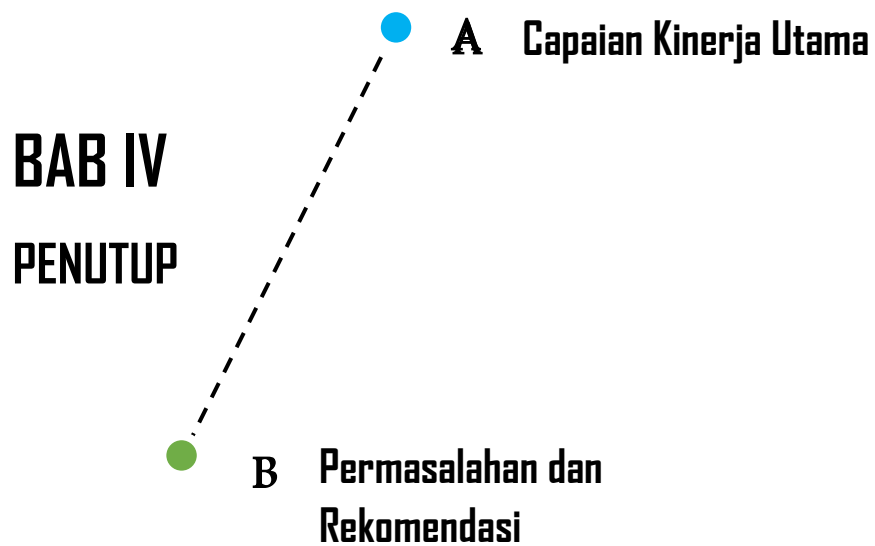 BAB IV
PENUTUP
A Capaian Kinerja Utama
B Permasalahan dan
Rekomendasi